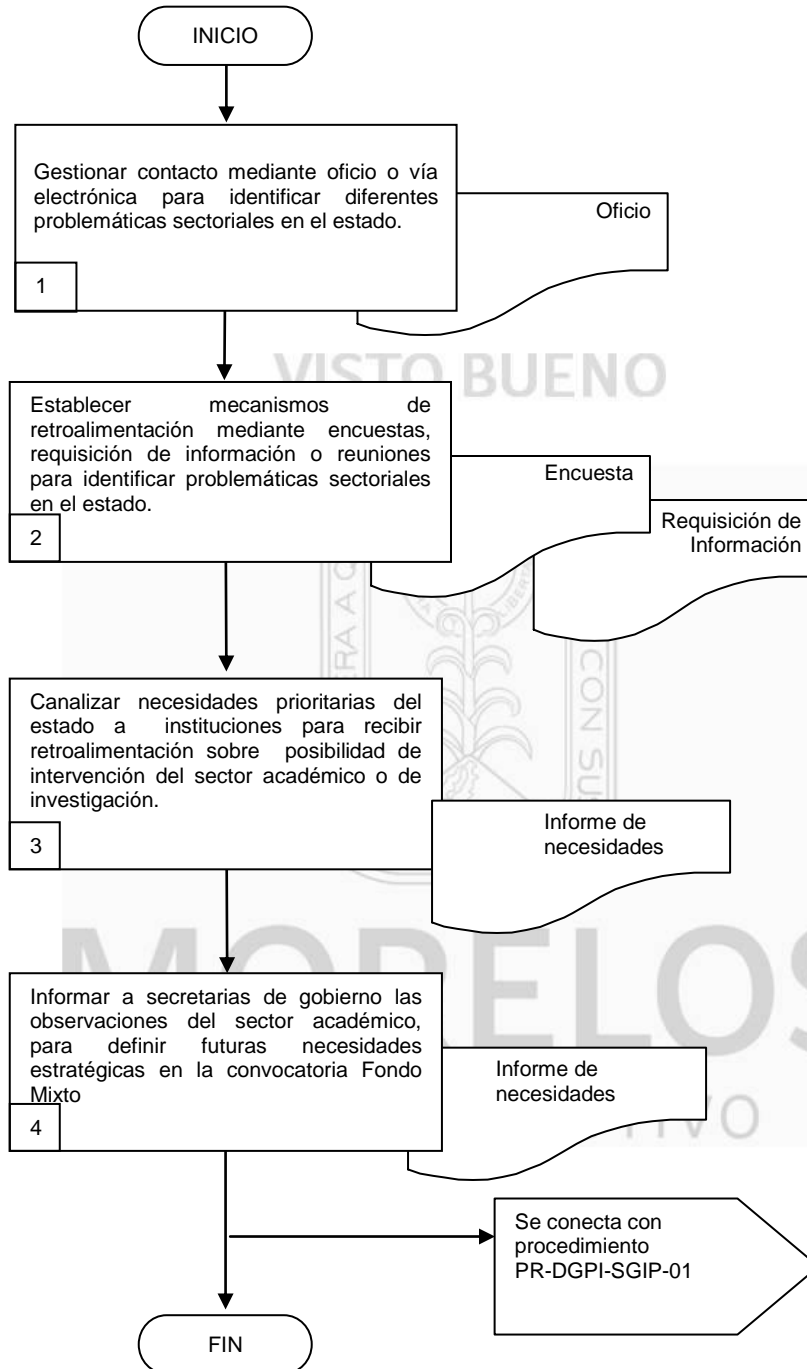 INICIO
Gestionar contacto mediante oficio o vía
electrónica para identificar diferentes
problemáticas sectoriales en el estado.
Oficio
1
VISTO BUENO
Establecer mecanismos de
retroalimentación mediante encuestas,
requisición de información o reuniones
para identificar problemáticas sectoriales
en el estado.
Encuesta
Requisición de
Información
2
Canalizar necesidades prioritarias del
estado a instituciones para recibir
retroalimentación sobre posibilidad de
intervención del sector académico o de
investigación.
Informe de
necesidades
3
MORELOS
Informar a secretarias de gobierno las
observaciones del sector académico,
para definir futuras necesidades
estratégicas en la convocatoria Fondo
Mixto
Informe de
necesidades
4
Se conecta con
procedimiento
PR-DGPI-SGIP-01
FIN